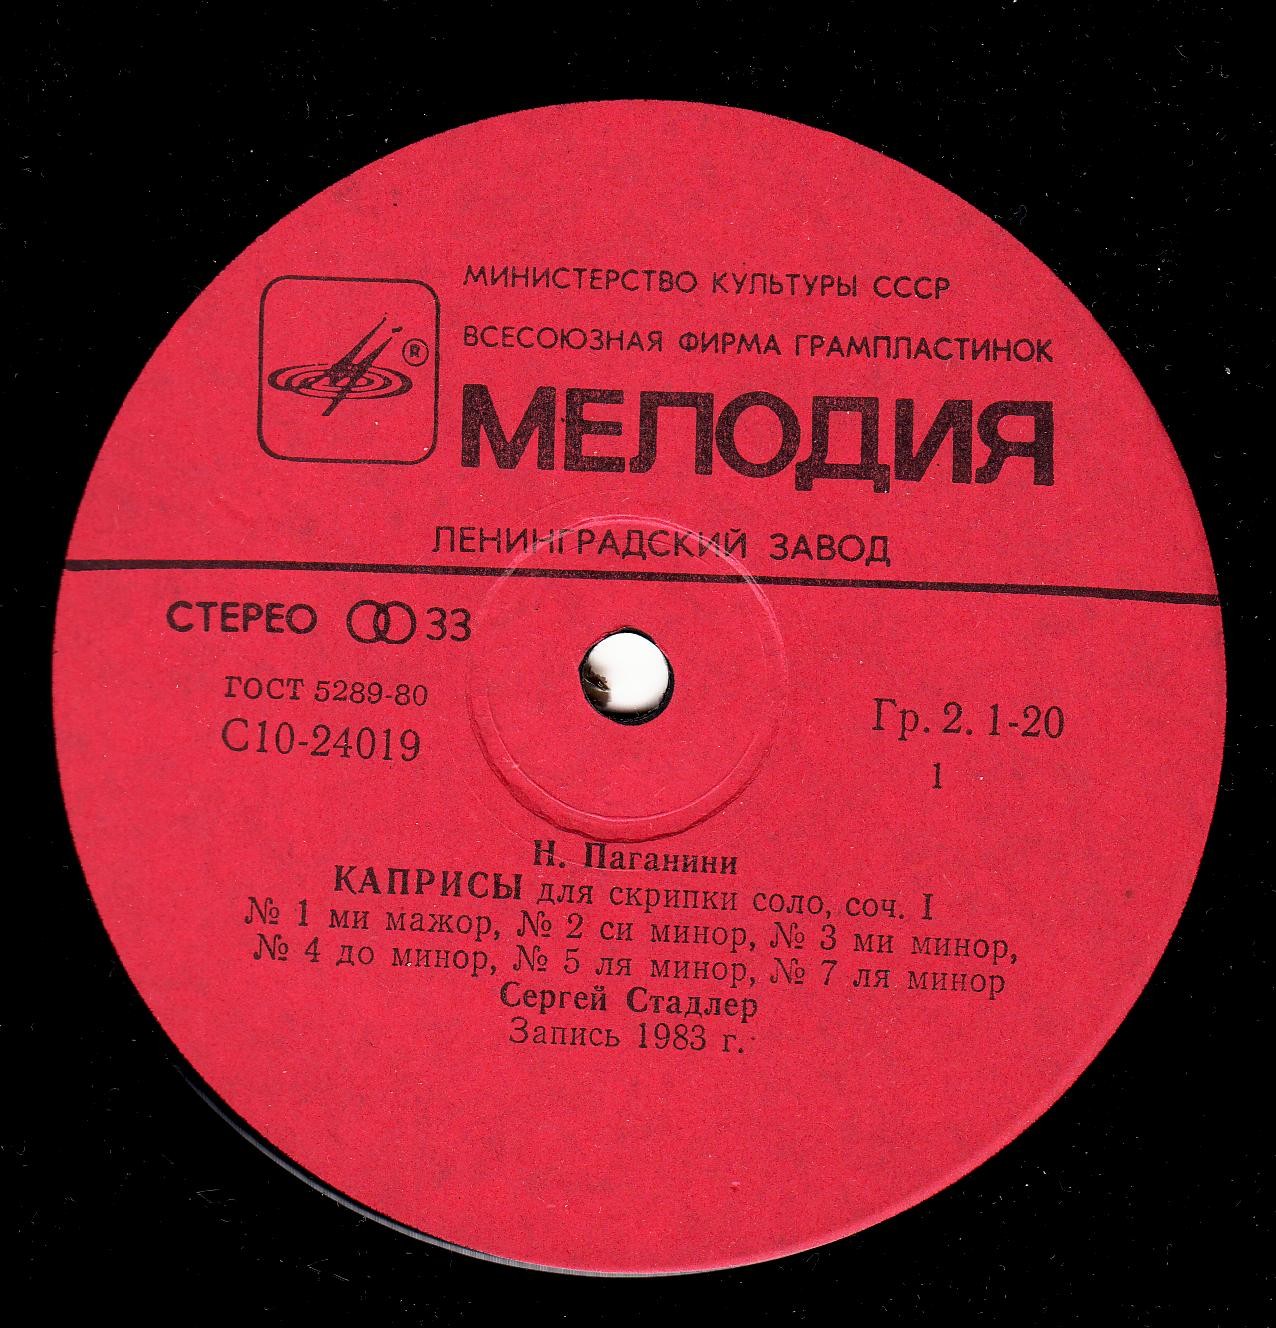 МИНИСТЕРСТВО КУЛЬТУРЫ СССР
ВСЕСОЮЗНАЯ ФИРМА ГРАМПЛАСТИНОК
®
МЕЛОДИЯ
ЛЕНИНГРАДСКИЙ ЗАВОД
СТЕРЕО 33
ГОСТ 5289-80
С10-24019
Гр. 2. 1-20
1
Н. Паганини
КАПРИСЫ для скрипки соло, соч. I
№ 1 ми мажор, № 2 си минор, № 3 ми минор,
№ 4 до минор, № 5 ля минор, № 7 ля минор
Сергей Стадлер
Запись 1983 г.